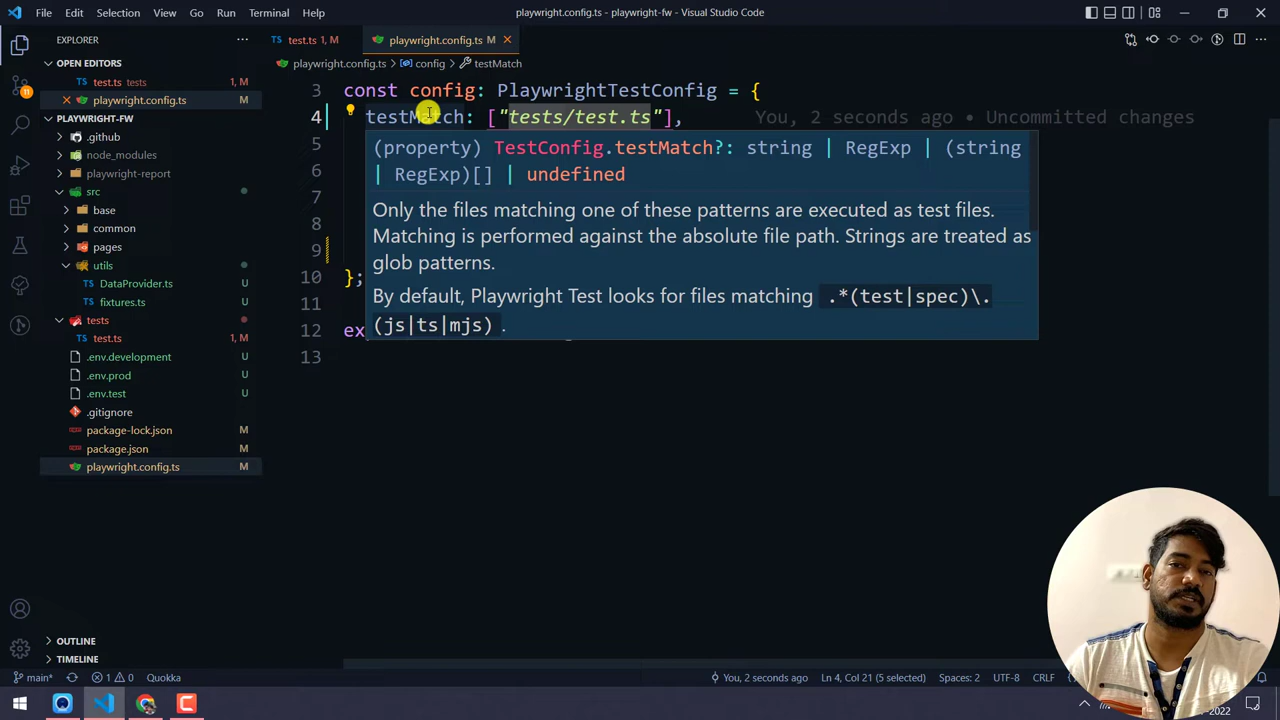 File Edit Selection View Go Run Terminal Help
playwright.config.ts - playwright-fw - Visual Studio Code
EXPLORER
TS test.ts 1, M
playwright.config.ts M
OPEN EDITORS
playwright.config.ts > config > testMatch
TS test.ts tests 1, M
playwright.config.ts M
PLAYWRIGHT-FW
.github
node_modules
playwright-report
src
base
common
pages
utils
TS DataProvider.ts U
TS fixtures.ts U
tests
TS test.ts 1, M
.env.development U
.env.prod U
.env.test U
.gitignore
package-lock.json M
package.json M
playwright.config.ts M
OUTLINE
TIMELINE
3 const config: PlaywrightTestConfig = {
4 testMatch: ["tests/test.ts"], You, 2 seconds ago • Uncommitted changes
5
6
7
8
9
10 };
11
12 ex
13
(property) TestConfig.testMatch?: string | RegExp | (string
| RegExp)[] | undefined
Only the files matching one of these patterns are executed as test files.
Matching is performed against the absolute file path. Strings are treated as
glob patterns.
By default, Playwright Test looks for files matching .*(test|spec)\.
(js|ts|mjs) .
main* 1 0 Quokka
You, 2 seconds ago Ln 4, Col 21 (5 selected) Spaces: 2 UTF-8 CRLF
2022